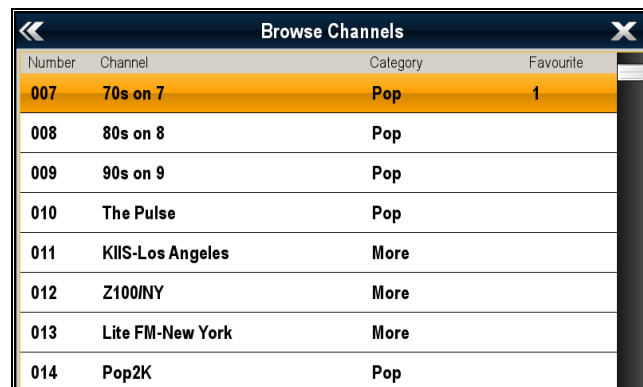 Browse Channels
Number Channel Category Favourite
007 70s on 7 Pop 1
008 80s on 8 Pop
009 90s on 9 Pop
010 The Pulse Pop
011 KIIS-Los Angeles More
012 Z100/NY More
013 Lite FM-New York More
014 Pop2K Pop